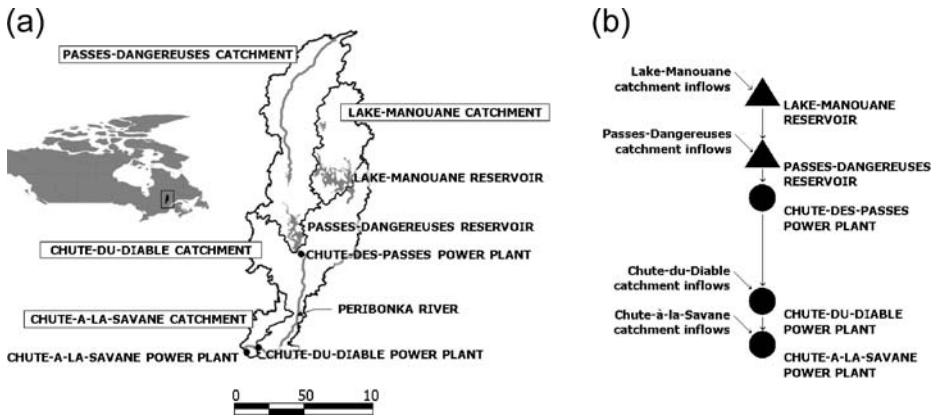 (a)
PASSES-DANGEREUSES CATCHMENT
LAKE-MANOUANE CATCHMENT
LAKE-MANOUANE RESERVOIR
PASSES-DANGEREUSES RESERVOIR
CHUTE-DU-DIABLE CATCHMENT
CHUTE-DES-PASSES POWER PLANT
PERIBONKA RIVER
CHUTE-A-LA-SAVANE CATCHMENT
CHUTE-A-LA-SAVANE POWER PLANT
CHUTE-DU-DIABLE POWER PLANT
0 50 10
(b)
Lake-Manouane
catchment inflows
LAKE-MANOUANE
RESERVOIR
Passes-Dangereuses
catchment inflows
PASSES-DANGEREUSES
RESERVOIR
CHUTE-DES-PASSES
POWER PLANT
Chute-du-Diable
catchment inflows
CHUTE-DU-DIABLE
POWER PLANT
Chute-à-la-Savane
catchment inflows
CHUTE-A-LA-SAVANE
POWER PLANT